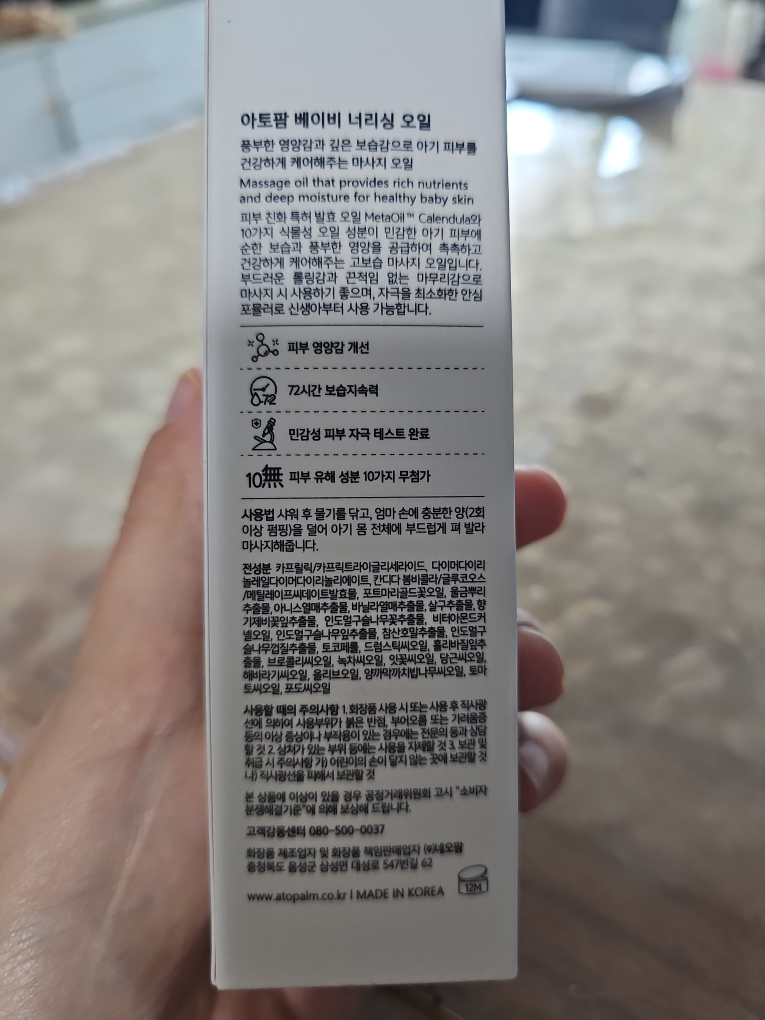 아토팜 베이비 너리싱 오일
풍부한 영양감과 깊은 보습감으로 아기 피부를
건강하게 케어해주는 마사지 오일
Massage oil that provides rich nutrients
and deep moisture for healthy baby skin
피부 친화 특허 발효 오일 MetaOil™ Calendula와
10가지 식물성 오일 성분이 민감한 아기 피부에
순한 보습과 풍부한 영양을 공급하여 촉촉하고
건강하게 케어해주는 고보습 마사지 오일입니다.
부드러운 롤링감과 끈적임 없는 마무리감으로
마사지 시 사용하기 좋으며, 자극을 최소화한 안심
포뮬러로 신생아부터 사용 가능합니다.
피부 영양감 개선
72
72시간 보습지속력
민감성 피부 자극 테스트 완료
10無 피부 유해 성분 10가지 무첨가
사용법 샤워 후 물기를 닦고, 엄마 손에 충분한 양(2회
이상 펌핑)을 덜어 아기 몸 전체에 부드럽게 펴 발라
마사지해줍니다.
전성분 카프릴릭/카프릭트라이글리세라이드, 다이머다이리
놀레일다이머다이리놀리에이트, 칸디다 봄비콜라/글루코오스
/메틸레이프씨데이트발효물, 포트마리골드꽃오일, 울금뿌리
추출물, 아니스열매추출물, 바닐라열매추출물, 살구추출물, 향
기제비꽃잎추출물, 인도멀구슬나무꽃추출물, 비터아몬드커
넬오일, 인도멀구슬나무잎추출물, 참산호말추출물, 인도멀구
슬나무껍질추출물, 토코페롤, 드럼스틱씨오일, 홀리바질잎추
출물, 브로콜리씨오일, 녹차씨오일, 잇꽃씨오일, 당근씨오일,
해바라기씨오일, 올리브오일, 양까막까치밥나무씨오일, 토마
토씨오일, 포도씨오일
사용할 때의 주의사항 1. 화장품 사용 시 또는 사용 후 직사광
선에 의하여 사용부위가 붉은 반점, 부어오름 또는 가려움증
등의 이상 증상이나 부작용이 있는 경우에는 전문의 등과 상담
할 것 2. 상처가 있는 부위 등에는 사용을 자제할 것 3. 보관 및
취급 시 주의사항 가) 어린이의 손이 닿지 않는 곳에 보관할 것
나) 직사광선을 피해서 보관할 것
본 상품에 이상이 있을 경우 공정거래위원회 고시 "소비자
분쟁해결기준"에 의해 보상해 드립니다.
고객감동센터 080-500-0037
화장품 제조업자 및 화장품 책임판매업자 ㈜네오팜
충청북도 음성군 삼성면 대성로 547번길 62
www.atopalm.co.kr | MADE IN KOREA
12M